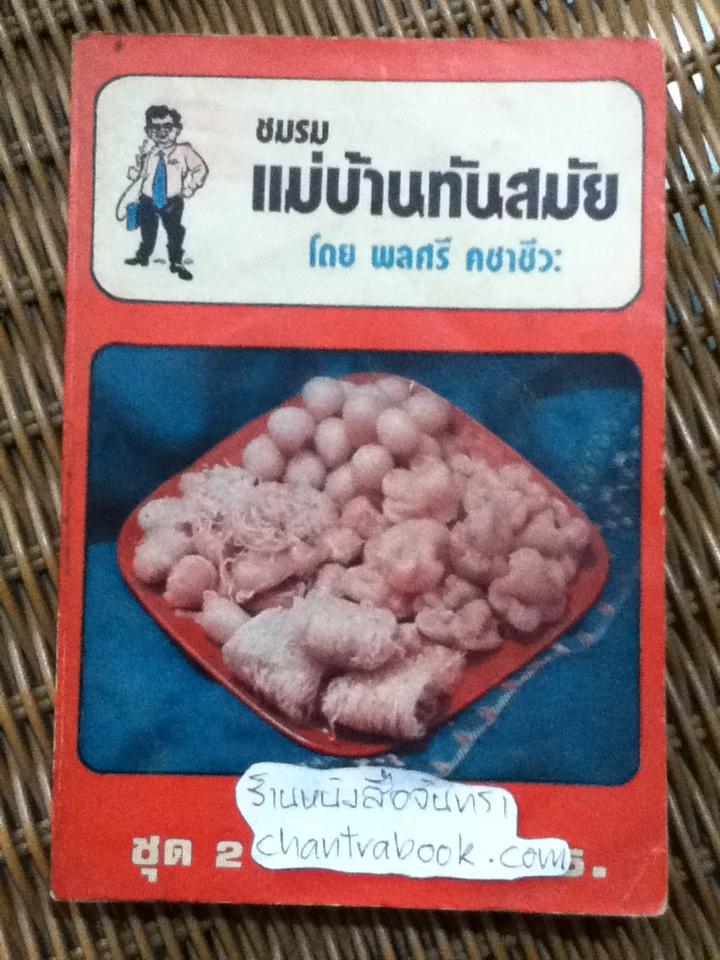 ชมรม
แม่บ้านทันสมัย
โดย พลศรี คชาชีวะ
ร้านหนังสือจันทรา
chantrabook.com
ชุด ๒